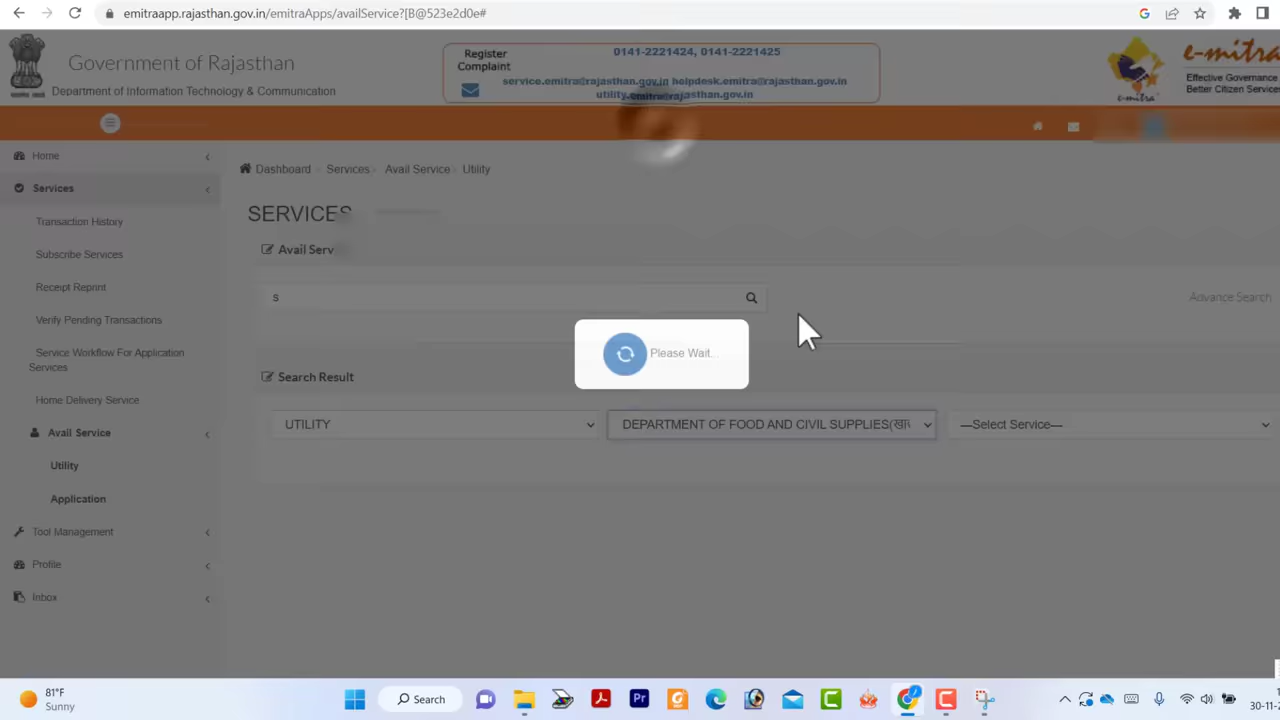 emitraapp.rajasthan.gov.in/emitraApps/availService?[B@523e2d0e#
Government of Rajasthan
Department of Information Technology & Communication
Register
Complaint
0141-2221424, 0141-2221425
service.emitra@rajasthan.gov.in helpdesk.emitra@rajasthan.gov.in
utility.emitra@rajasthan.gov.in
e-mitra
e-mitra
Effective Governance
Better Citizen Services
Home
Services
Transaction History
Subscribe Services
Receipt Reprint
Verify Pending Transactions
Service Workflow For Application
Services
Home Delivery Service
Avail Service
Utility
Application
Tool Management
Profile
Inbox
Dashboard Services Avail Service Utility
SERVICES
Avail Serv
s
Advance Search
Please Wait...
Search Result
UTILITY
DEPARTMENT OF FOOD AND CIVIL SUPPLIES(खा
—Select Service—
81°F
Sunny
Search
Pr
30-11-2